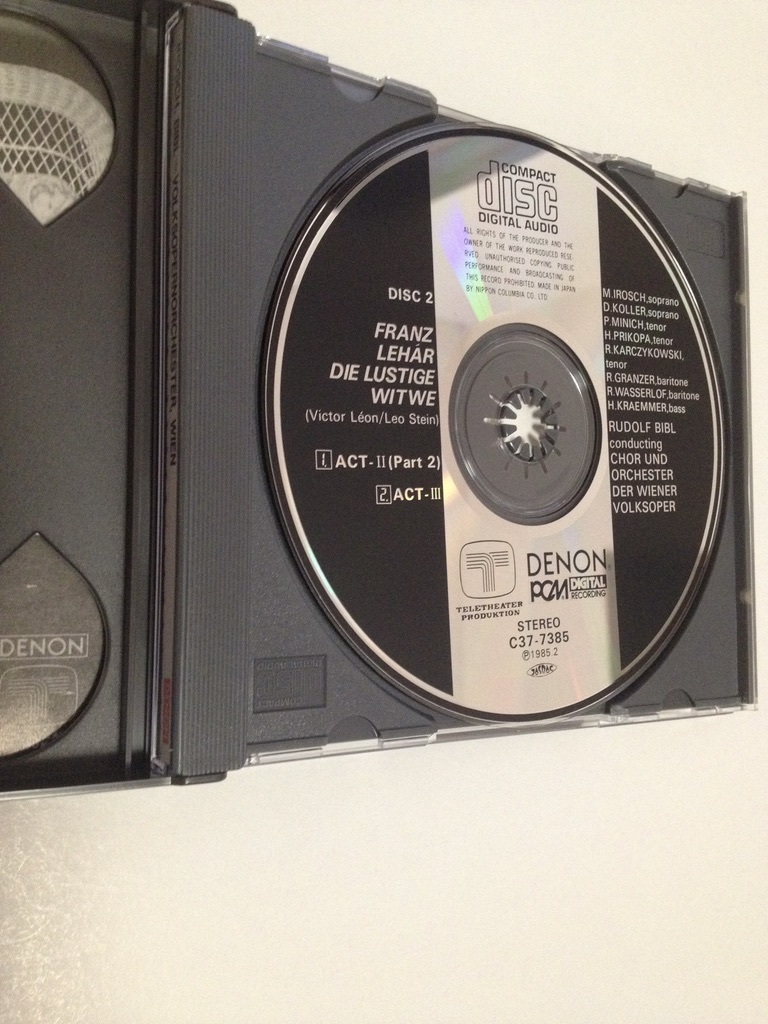 COMPACT
disc
DIGITAL AUDIO
ALL RIGHTS OF THE PRODUCER AND THE
OWNER OF THE WORK REPRODUCED RESE
RVED. UNAUTHORISED COPYING, PUBLIC
PERFORMANCE AND BROADCASTING OF
THIS RECORD PROHIBITED. MADE IN JAPAN
BY NIPPON COLUMBIA CO., LTD.
DISC 2
FRANZ
LEHÁR
DIE LUSTIGE
WITWE
(Victor Léon/Leo Stein)
1. ACT-II (Part 2)
2. ACT-III
M.IROSCH,soprano
D.KOLLER,soprano
P.MINICH,tenor
H.PRIKOPA,tenor
R.KARCZYKOWSKI,
tenor
R.GRANZER,baritone
R.WASSERLOF,baritone
H.KRAEMMER,bass
RUDOLF BIBL
conducting
CHOR UND
ORCHESTER
DER WIENER
VOLKSOPER
TELETHEATER
PRODUKTION
DENON
PCM DIGITAL
RECORDING
STEREO
C37-7385
Ⓟ1985.2
JASRAC
DENON
BIBL VOLKSOPERNORCHESTER, WIEN